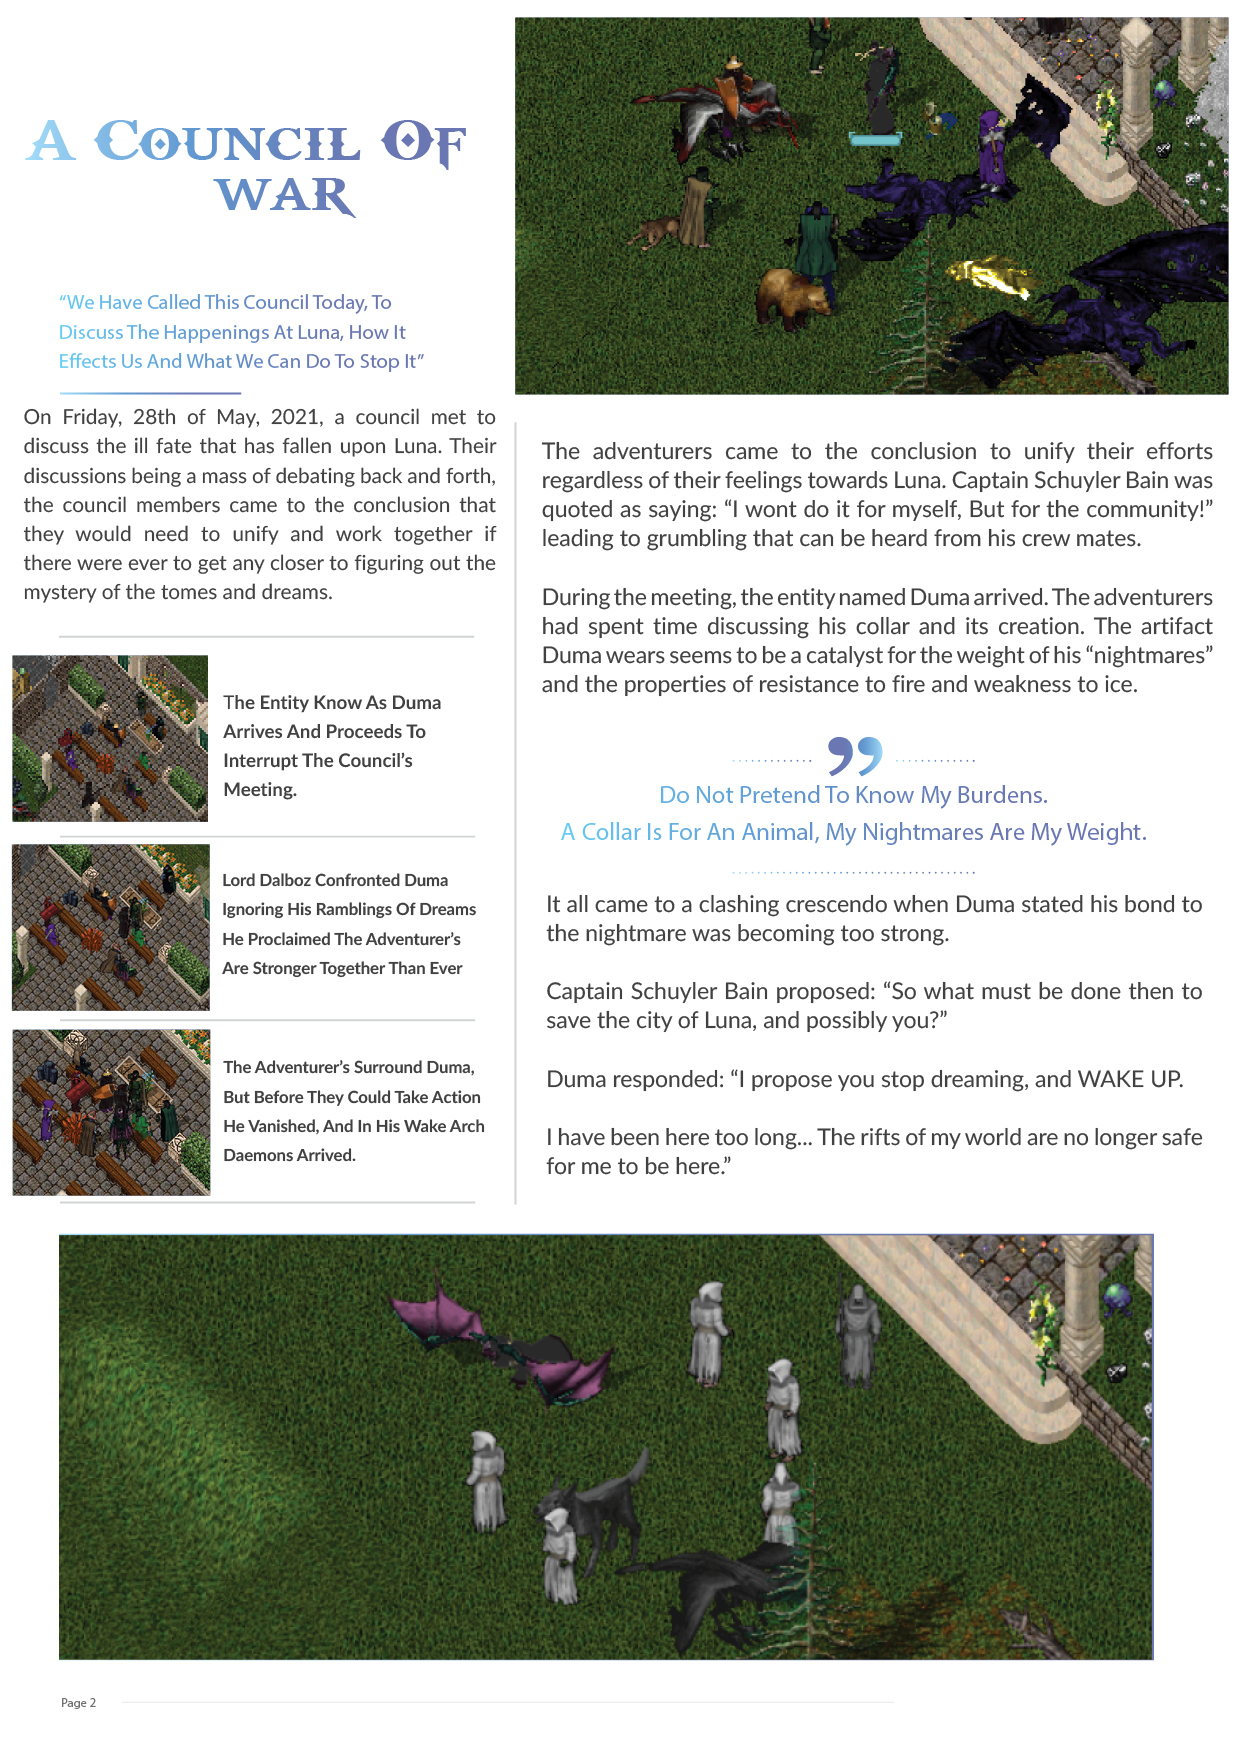 A Council Of
war
“We Have Called This Council Today, To
Discuss The Happenings At Luna, How It
Effects Us And What We Can Do To Stop It”
On Friday, 28th of May, 2021, a council met to
discuss the ill fate that has fallen upon Luna. Their
discussions being a mass of debating back and forth,
the council members came to the conclusion that
they would need to unify and work together if
there were ever to get any closer to figuring out the
mystery of the tomes and dreams.
The Entity Know As Duma
Arrives And Proceeds To
Interrupt The Council’s
Meeting.
Lord Dalboz Confronted Duma
Ignoring His Ramblings Of Dreams
He Proclaimed The Adventurer’s
Are Stronger Together Than Ever
The Adventurer’s Surround Duma,
But Before They Could Take Action
He Vanished, And In His Wake Arch
Daemons Arrived.
The adventurers came to the conclusion to unify their efforts
regardless of their feelings towards Luna. Captain Schuyler Bain was
quoted as saying: “I wont do it for myself, But for the community!”
leading to grumbling that can be heard from his crew mates.
During the meeting, the entity named Duma arrived. The adventurers
had spent time discussing his collar and its creation. The artifact
Duma wears seems to be a catalyst for the weight of his “nightmares”
and the properties of resistance to fire and weakness to ice.
”
Do Not Pretend To Know My Burdens.
A Collar Is For An Animal, My Nightmares Are My Weight.
It all came to a clashing crescendo when Duma stated his bond to
the nightmare was becoming too strong.
Captain Schuyler Bain proposed: “So what must be done then to
save the city of Luna, and possibly you?”
Duma responded: “I propose you stop dreaming, and WAKE UP.
I have been here too long... The rifts of my world are no longer safe
for me to be here.”
Page 2